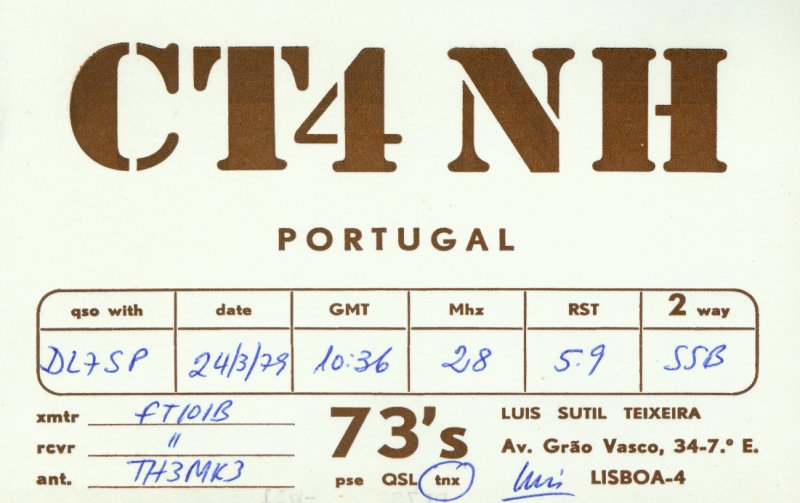 CT4 NH
PORTUGAL
qso with date GMT Mhz RST 2 way
DL7SP 24/3/79 10:36 28 5.9 SSB
xmtr FT101B
rcvr "
ant. TH3MK3
73's
pse QSL tnx
LUIS SUTIL TEIXEIRA
Av. Grão Vasco, 34-7.º E.
Luis LISBOA-4